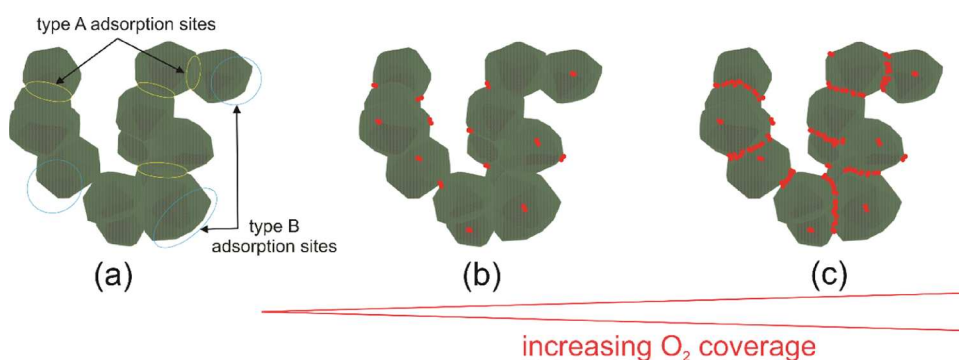 type A adsorption sites
type B
adsorption sites
(a)
(b)
(c)
increasing O₂ coverage